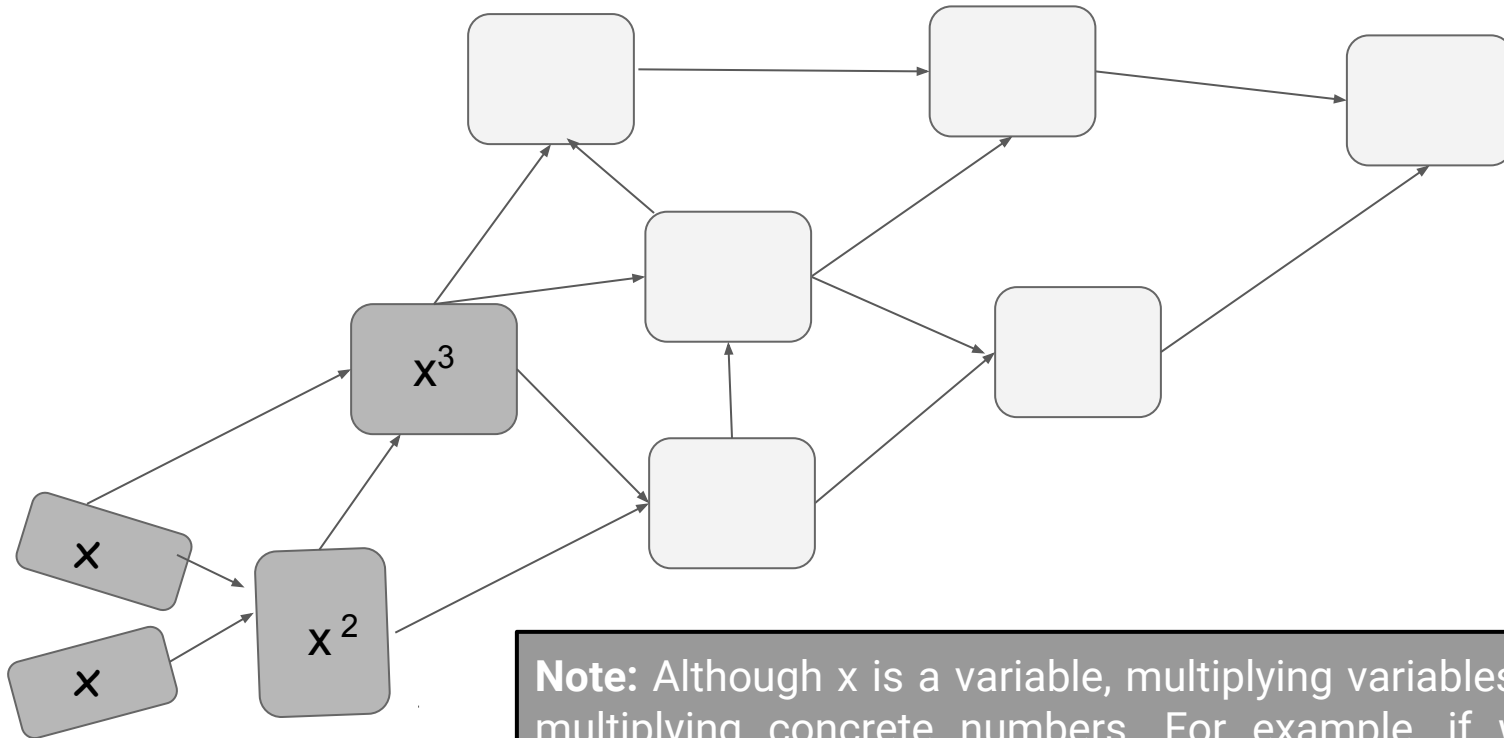 x³
x
x²
x
Note: Although x is a variable, multiplying variables
multiplying concrete numbers. For example, if